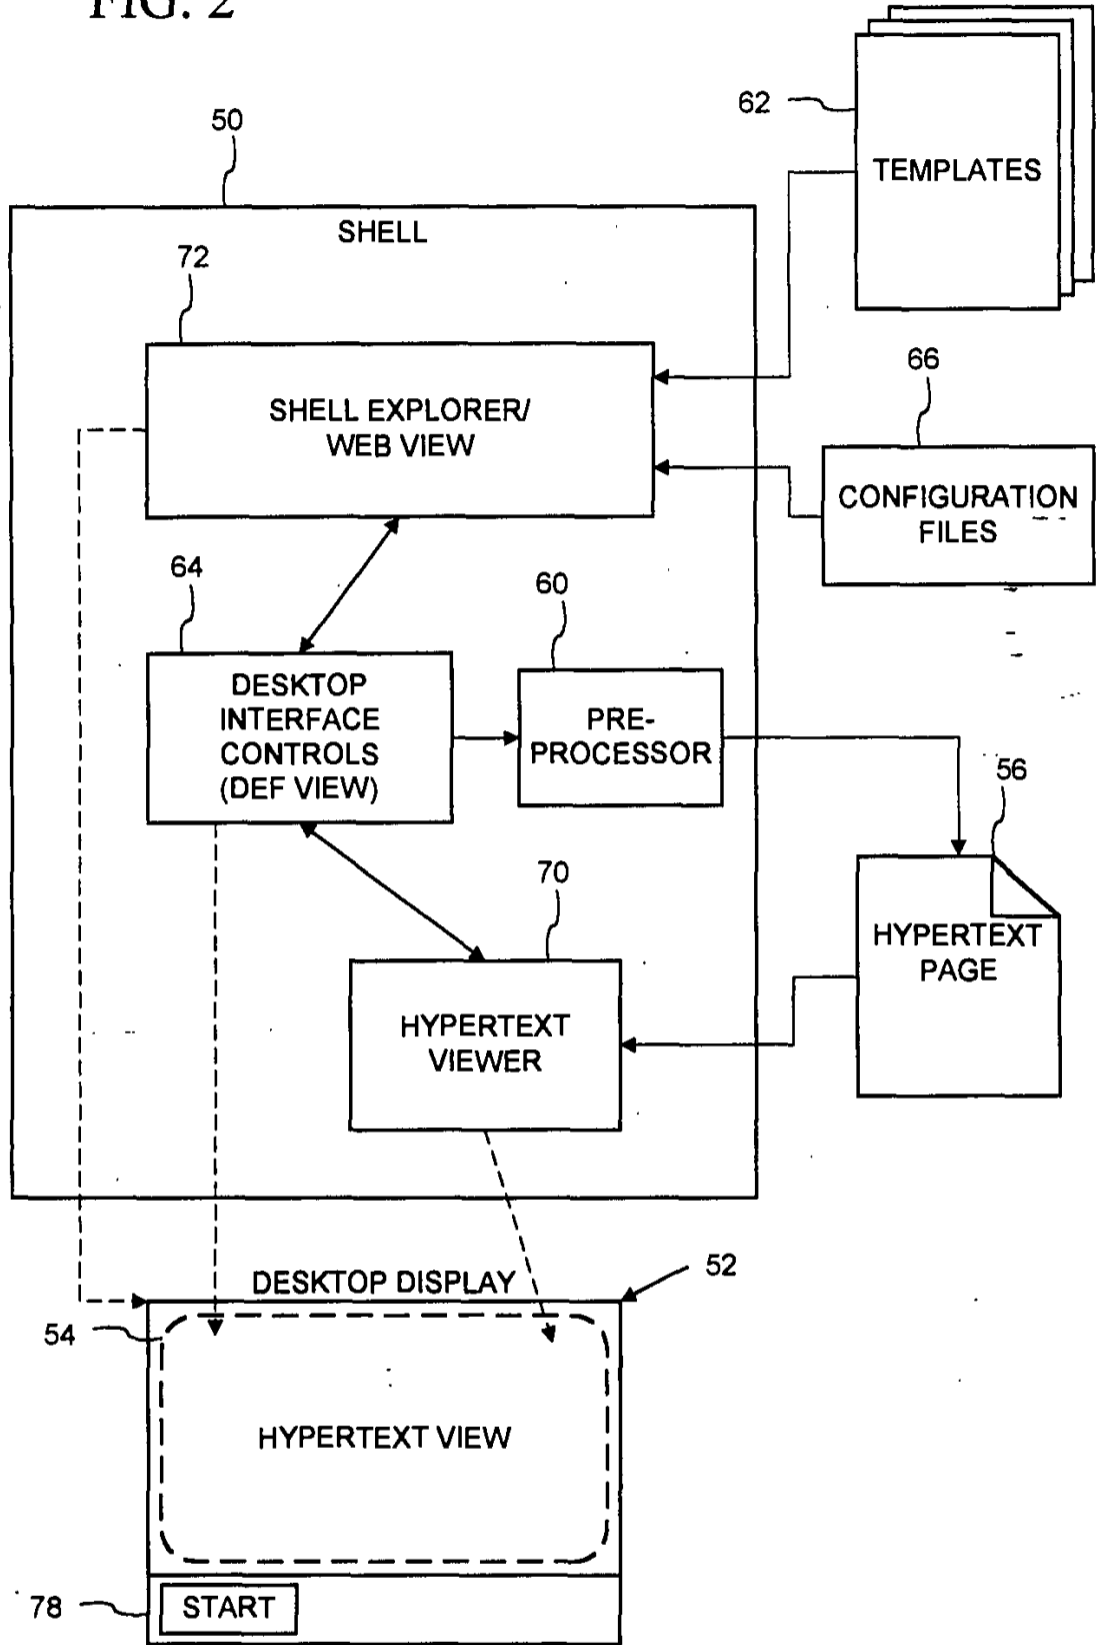 FIG. 2
62
TEMPLATES
50
SHELL
72
SHELL EXPLORER/
WEB VIEW
66
CONFIGURATION
FILES
64
DESKTOP
INTERFACE
CONTROLS
(DEF VIEW)
60
PRE-
PROCESSOR
56
HYPERTEXT
PAGE
70
HYPERTEXT
VIEWER
DESKTOP DISPLAY
52
54
HYPERTEXT VIEW
78
START